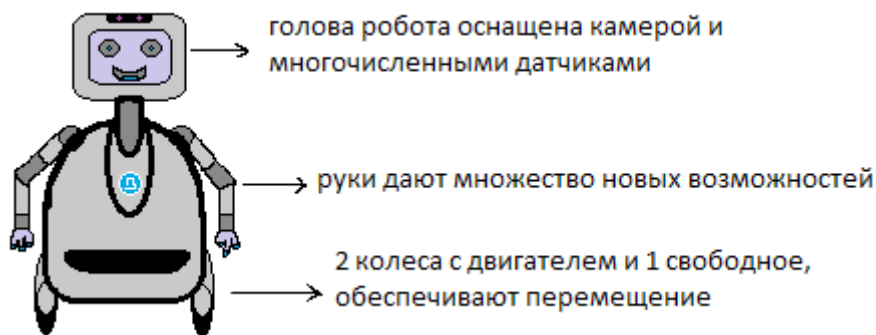 голова робота оснащена камерой и
многочисленными датчиками
руки дают множество новых возможностей
2 колеса с двигателем и 1 свободное,
обеспечивают перемещение